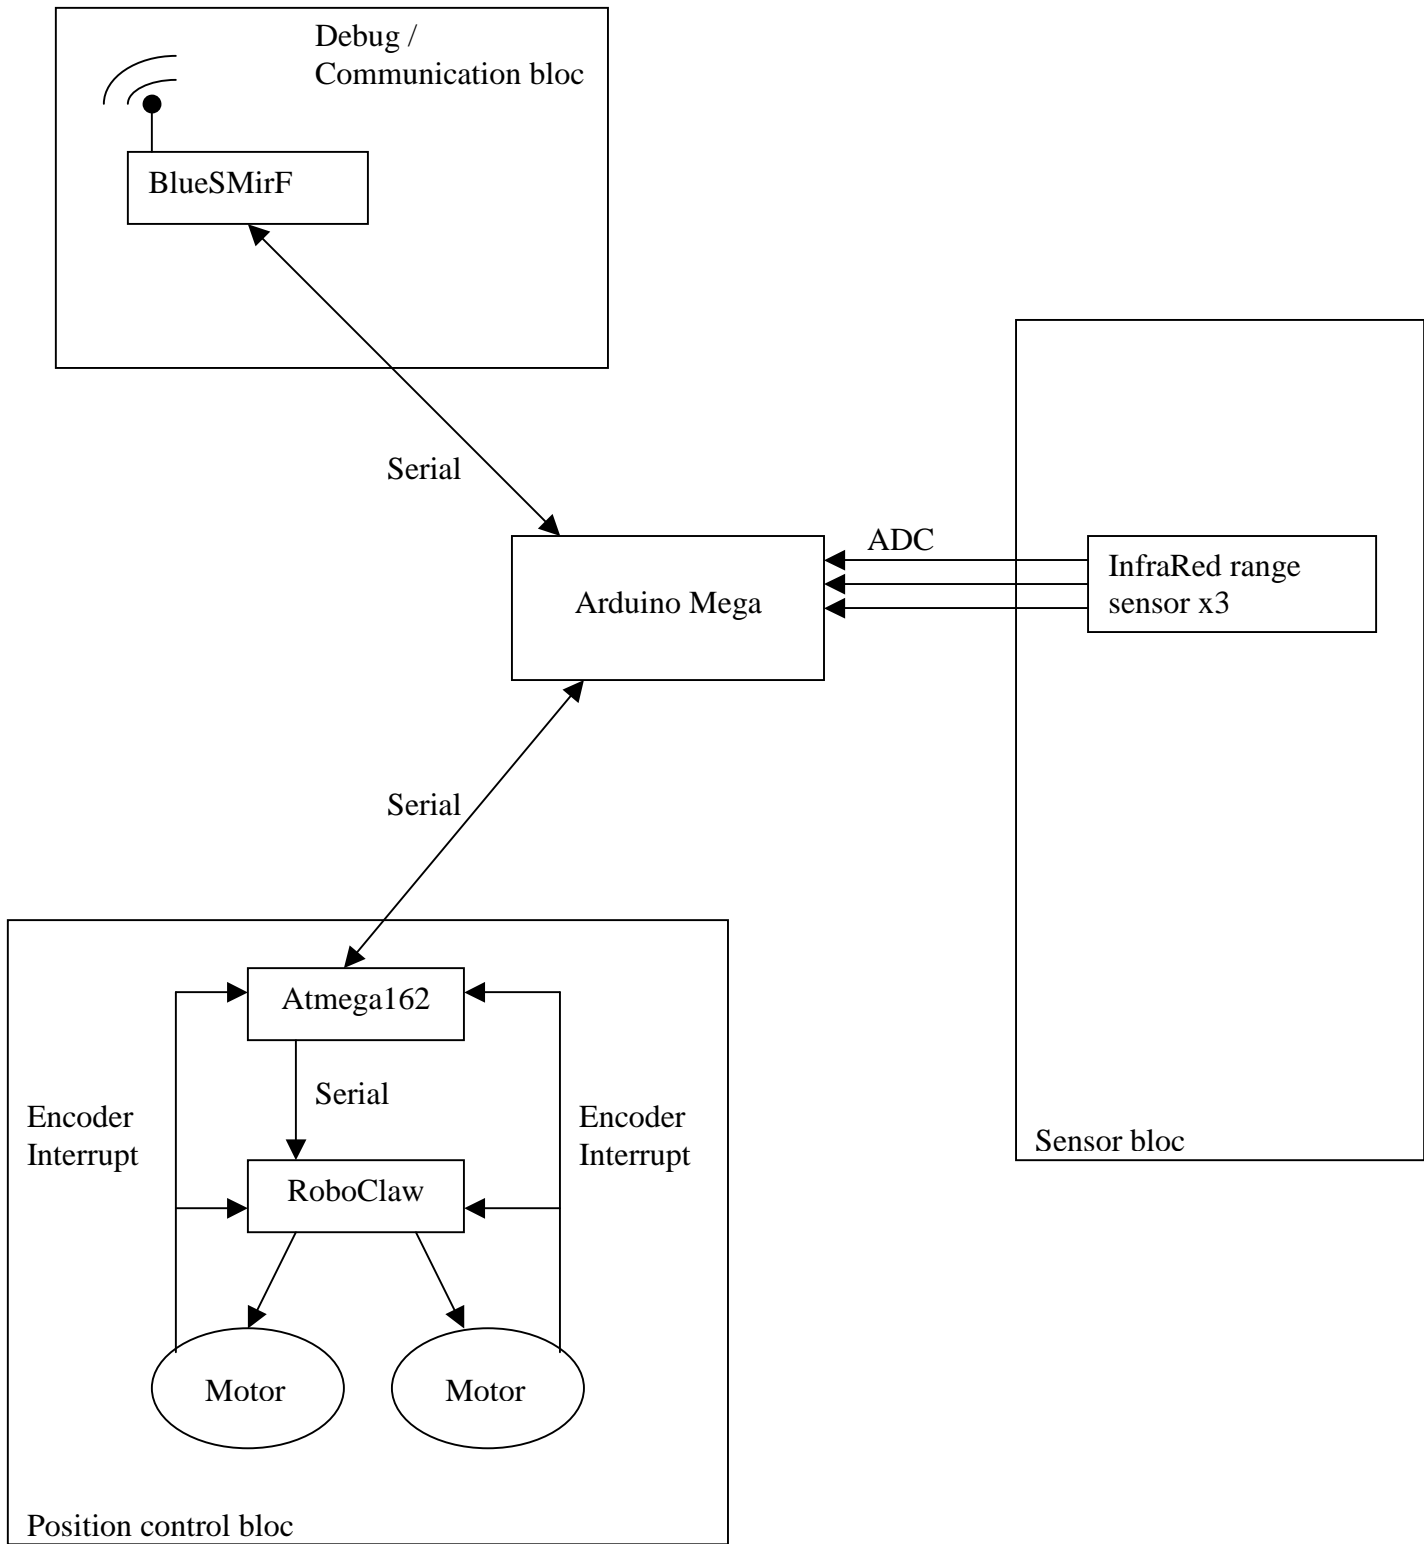 Debug /
Communication bloc
BlueSMirF
Serial
ADC
InfraRed range
sensor x3
Arduino Mega
Serial
Atmega162
Serial
Encoder
Interrupt
Encoder
Interrupt
Sensor bloc
RoboClaw
Motor
Motor
Position control bloc